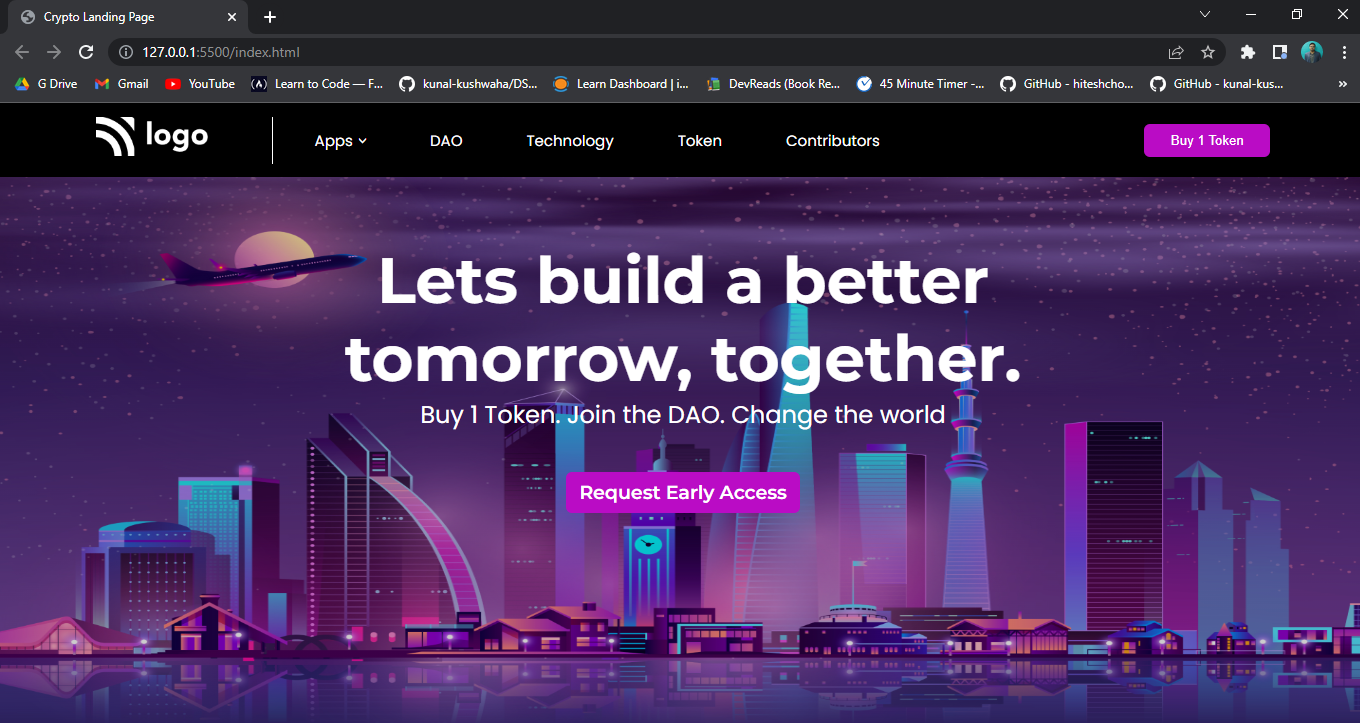 Crypto Landing Page
127.0.0.1:5500/index.html
G Drive
Gmail
YouTube
Learn to Code — F...
kunal-kushwaha/DS...
Learn Dashboard | i...
DevReads (Book Re...
45 Minute Timer -...
GitHub - hiteshcho...
GitHub - kunal-kus...
logo
Apps
DAO
Technology
Token
Contributors
Buy 1 Token
Lets build a better
tomorrow, together.
Buy 1 Token. Join the DAO. Change the world
Request Early Access